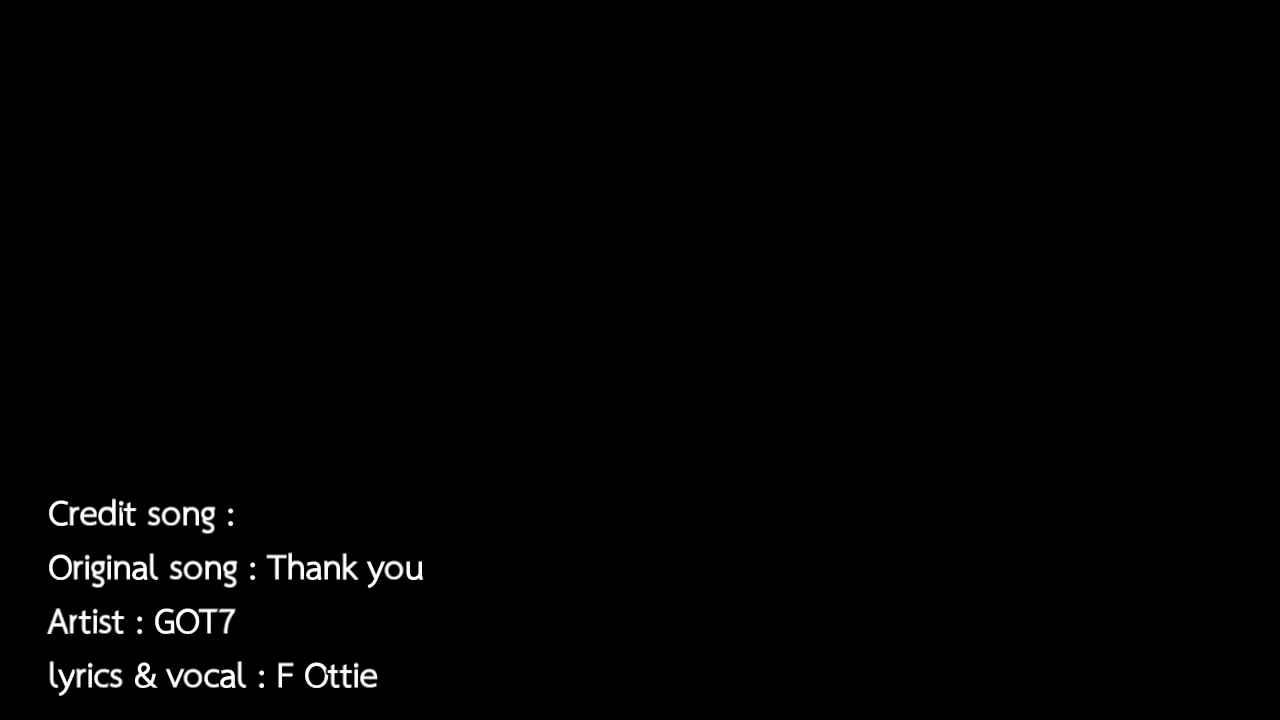 Credit song :
Original song : Thank you
Artist : GOT7
lyrics & vocal : F Ottie